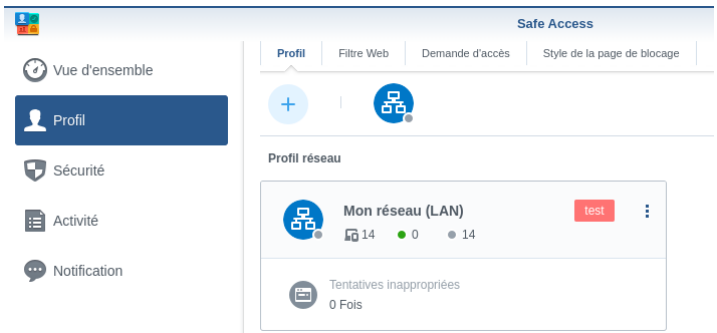 Safe Access
Vue d'ensemble
Profil
Sécurité
Activité
Notification
Profil Filtre Web Demande d'accès Style de la page de blocage
Profil réseau
Mon réseau (LAN) test
14 0 14
Tentatives inappropriées
0 Fois